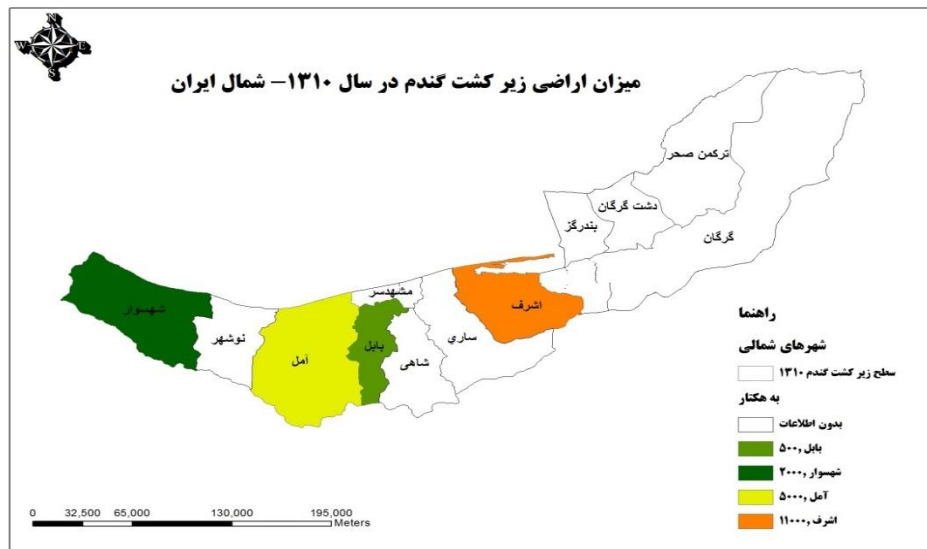 N
W E
S
میزان اراضی زیر کشت گندم در سال ۱۳۱۰- شمال ایران
ترکمن صحر
دشت گرگان
بندرگز
گرگان
اشرف
مشهدسر
ساري
شهسوار
نوشهر
آمل
بابل
شاهی
راهنما
شهرهای شمالی
سطح زیر کشت گندم ۱۳۱۰
به هکتار
بدون اطلاعات
بابل ,۵۰۰
شهسوار ,۲۰۰۰
آمل ,۵۰۰۰
اشرف ,۱۱۰۰۰
0 32,500 65,000 130,000 195,000
Meters